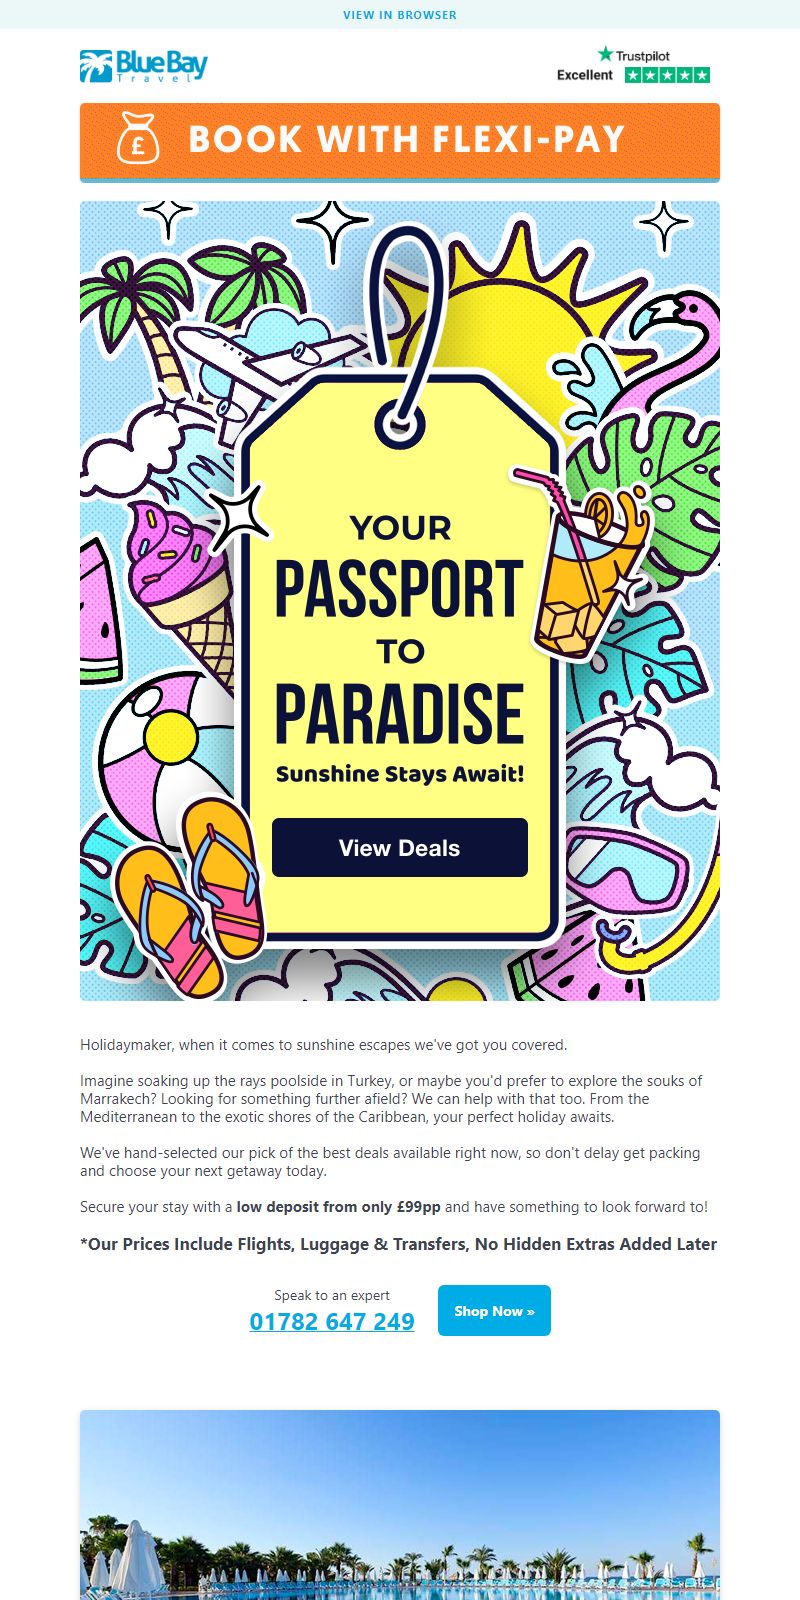 VIEW IN BROWSER
Blue Bay
Travel
Trustpilot
Excellent
£
BOOK WITH FLEXI-PAY
YOUR
PASSPORT
TO
PARADISE
Sunshine Stays Await!
View Deals
Holidaymaker, when it comes to sunshine escapes we've got you covered.
Imagine soaking up the rays poolside in Turkey, or maybe you'd prefer to explore the souks of
Marrakech? Looking for something further afield? We can help with that too. From the
Mediterranean to the exotic shores of the Caribbean, your perfect holiday awaits.
We've hand-selected our pick of the best deals available right now, so don't delay get packing
and choose your next getaway today.
Secure your stay with a low deposit from only £99pp and have something to look forward to!
*Our Prices Include Flights, Luggage & Transfers, No Hidden Extras Added Later
Speak to an expert
01782 647 249
Shop Now »